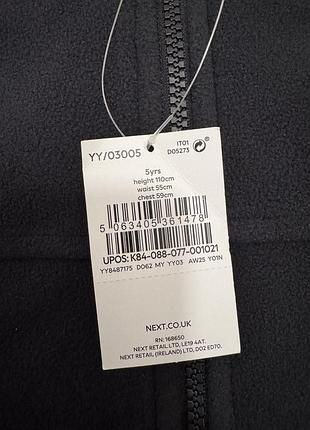 YY/03005
IT01
D05273
5yrs
height 110cm
waist 55cm
chest 59cm
5 063405 361478
UPOS: K84-088-077-001021
YY8487175 D062 MY YY03 AW25 Y01N
NEXT.CO.UK
RN: 168650
NEXT RETAIL LTD, LE19 4AT.
NEXT RETAIL (IRELAND) LTD, D02 ED70.